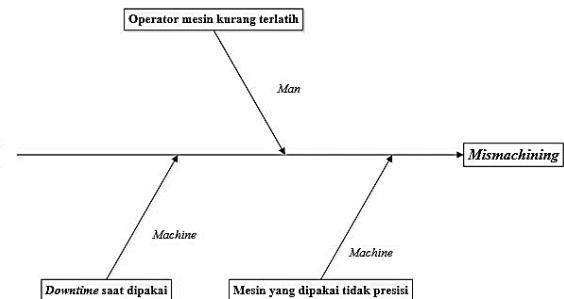 Operator mesin kurang terlatih
Man
Mismachining
Machine
Machine
Downtime saat dipakai
Mesin yang dipakai tidak presisi